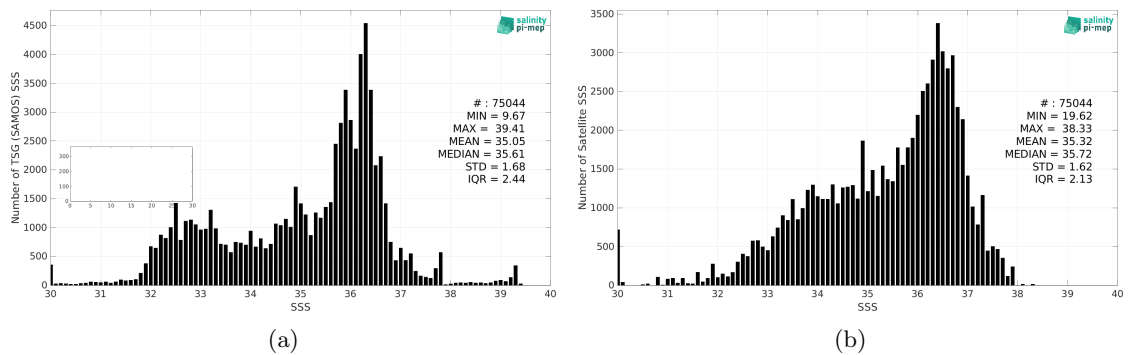 salinity
pi-mep
Number of TSG (SAMOS) SSS
4500
4000
3500
3000
2500
2000
1500
1000
500
0
# : 75044
MIN = 9.67
MAX = 39.41
MEAN = 35.05
MEDIAN = 35.61
STD = 1.68
IQR = 2.44
300
200
100
0
0 5 10 15 20 25 30
30 31 32 33 34 35 36 37 38 39 40
SSS
(a)
salinity
pi-mep
Number of Satellite SSS
3500
3000
2500
2000
1500
1000
500
0
# : 75044
MIN = 19.62
MAX = 38.33
MEAN = 35.32
MEDIAN = 35.72
STD = 1.62
IQR = 2.13
30 31 32 33 34 35 36 37 38 39 40
SSS
(b)